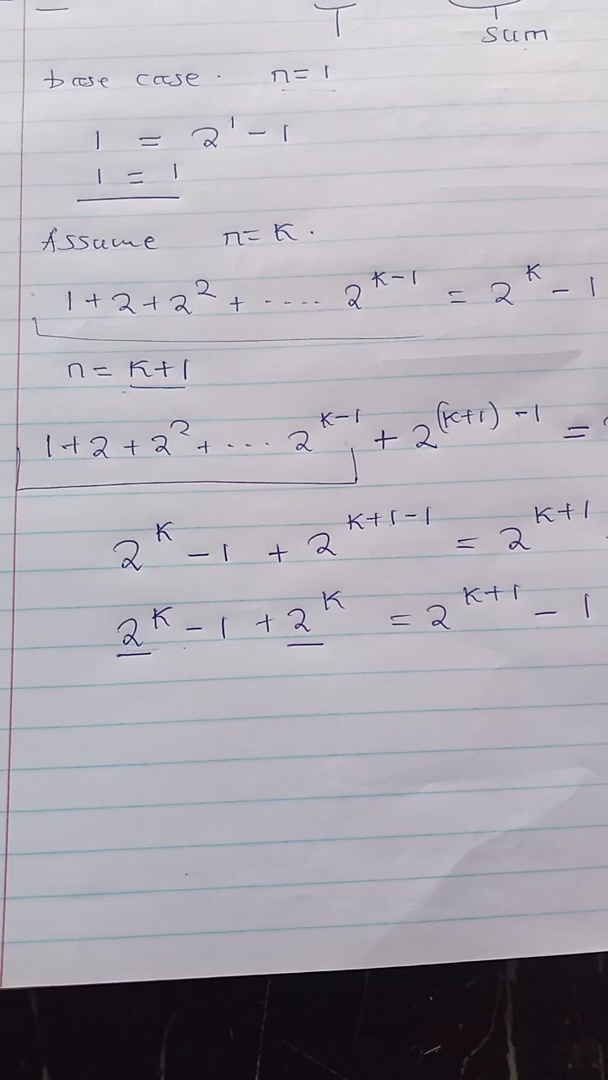 T sum
base case. n=1
1 = 2^1 - 1
1 = 1
Assume n=K.
1+2+2^2 + .... 2^{K-1} = 2^K - 1
n= K+1
1+2+2^2 + ... 2^{K-1} + 2^{(K+1)-1} =
2^K - 1 + 2^{K+1-1} = 2^{K+1}
2^K - 1 + 2^K = 2^{K+1} - 1